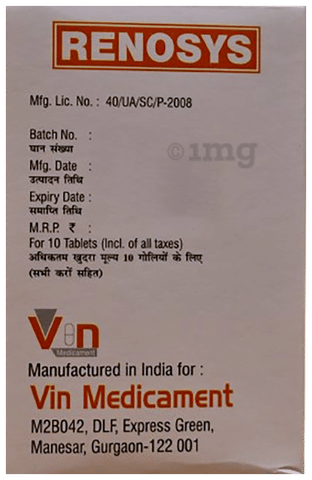 RENOSYS
Mfg. Lic. No. : 40/UA/SC/P-2008
Batch No. :
घान संख्या
©1mg
Mfg. Date :
उत्पादन तिथि
Expiry Date :
समाप्ति तिथि
M.R.P. ₹ :
For 10 Tablets (Incl. of all taxes)
अधिकतम खुदरा मूल्य 10 गोलियों के लिए
(सभी करों सहित)
Vin
Medicament
Manufactured in India for :
Vin Medicament
M2B042, DLF, Express Green,
Manesar, Gurgaon-122 001